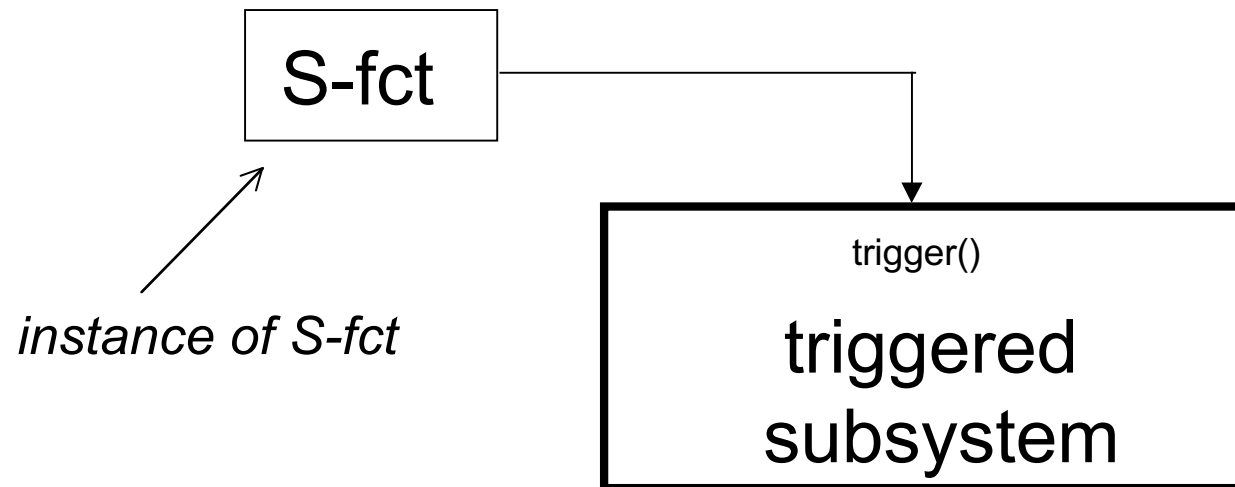 S-fct
trigger()
instance of S-fct
triggered
subsystem